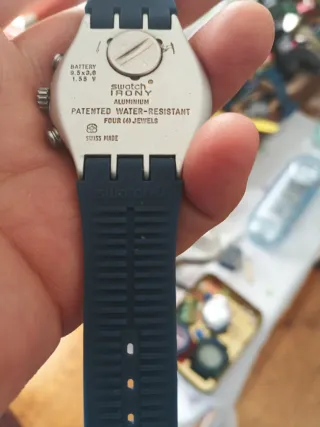 BATTERY
9.5x3.6
1.55 V
swatch®
IRONY
ALUMINIUM
PATENTED WATER-RESISTANT
FOUR (4) JEWELS
SWISS MADE